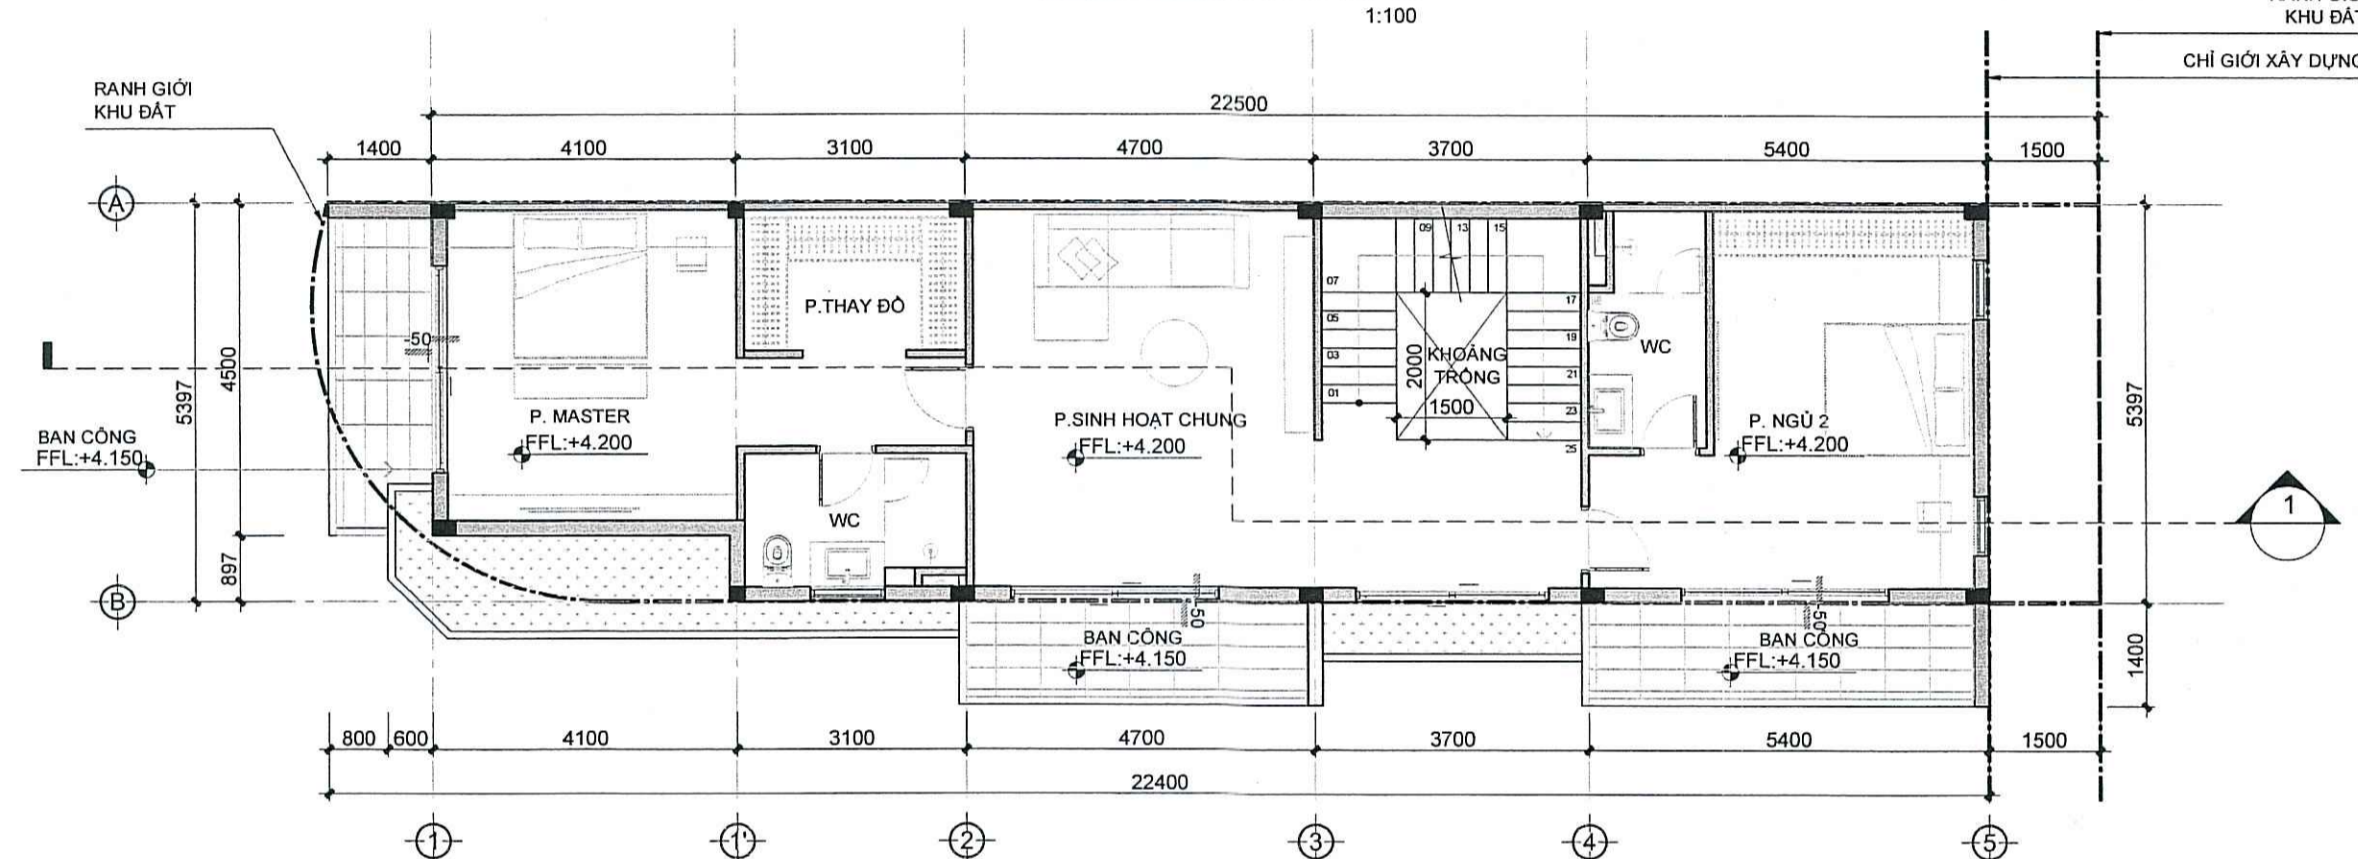 1:100
KHU ĐẤT
CHỈ GIỚI XÂY DỰNG
RANH GIỚI
KHU ĐẤT
22500
1400
4100
3100
4700
3700
5400
1500
A
09
13
15
07
17
P.THAY ĐỒ
05
-50
19
WC
4500
03
KHOẢNG
2000
TRỐNG
21
5397
5397
01
1500
23
P. MASTER
P.SINH HOẠT CHUNG
P. NGỦ 2
BAN CÔNG
FFL:+4.200
FFL:+4.200
FFL:+4.200
FFL:+4.150
25
1
WC
897
B
-50
-50
BAN CÔNG
BAN CÔNG
FFL:+4.150
FFL:+4.150
1400
800
600
4100
3100
4700
3700
5400
1500
22400
1
1'
2
3
4
5